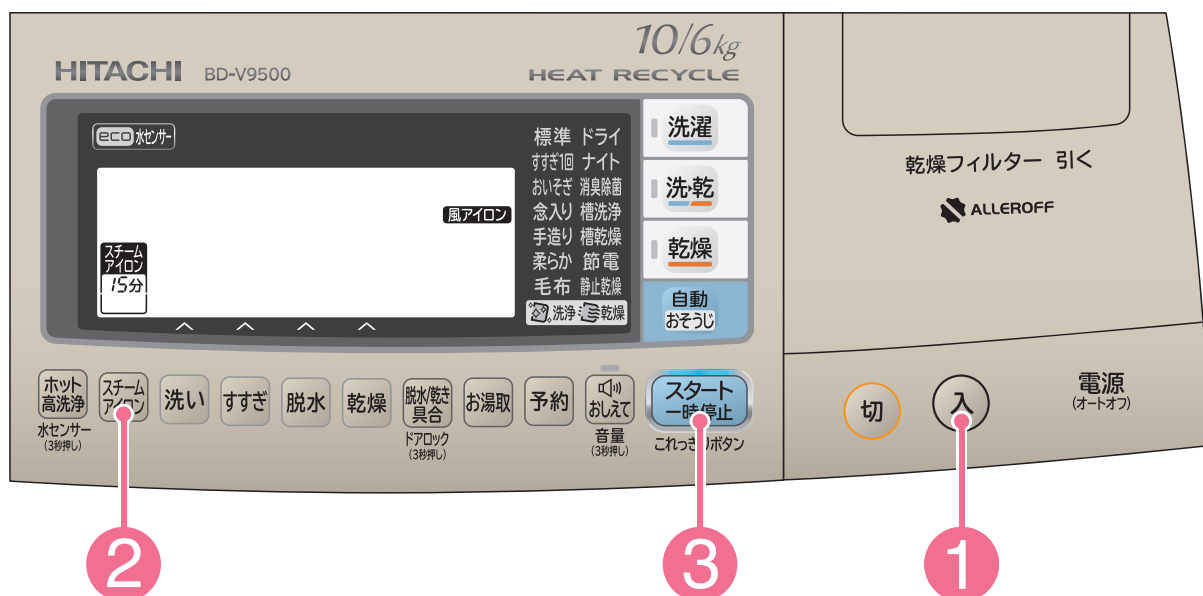 10/6kg
HITACHI BD-V9500
HEAT RECYCLE
eco水センサー
風アイロン
スチーム
アイロン
15分
標準 ドライ
すすぎ1回 ナイト
おいそぎ 消臭除菌
念入り 槽洗浄
手造り 槽乾燥
柔らか 節電
毛布 静止乾燥
洗浄 乾燥
洗濯
洗・乾
乾燥
自動
おそうじ
乾燥フィルター 引く
ALLEROFF
ホット
高洗浄
水センサー
(3秒押し)
スチーム
アイロン
洗い
すすぎ
脱水
乾燥
脱水/乾き
具合
ドアロック
(3秒押し)
お湯取
予約
おしえて
音量
(3秒押し)
スタート
一時停止
これっきりボタン
切
入
電源
(オートオフ)
2
3
1